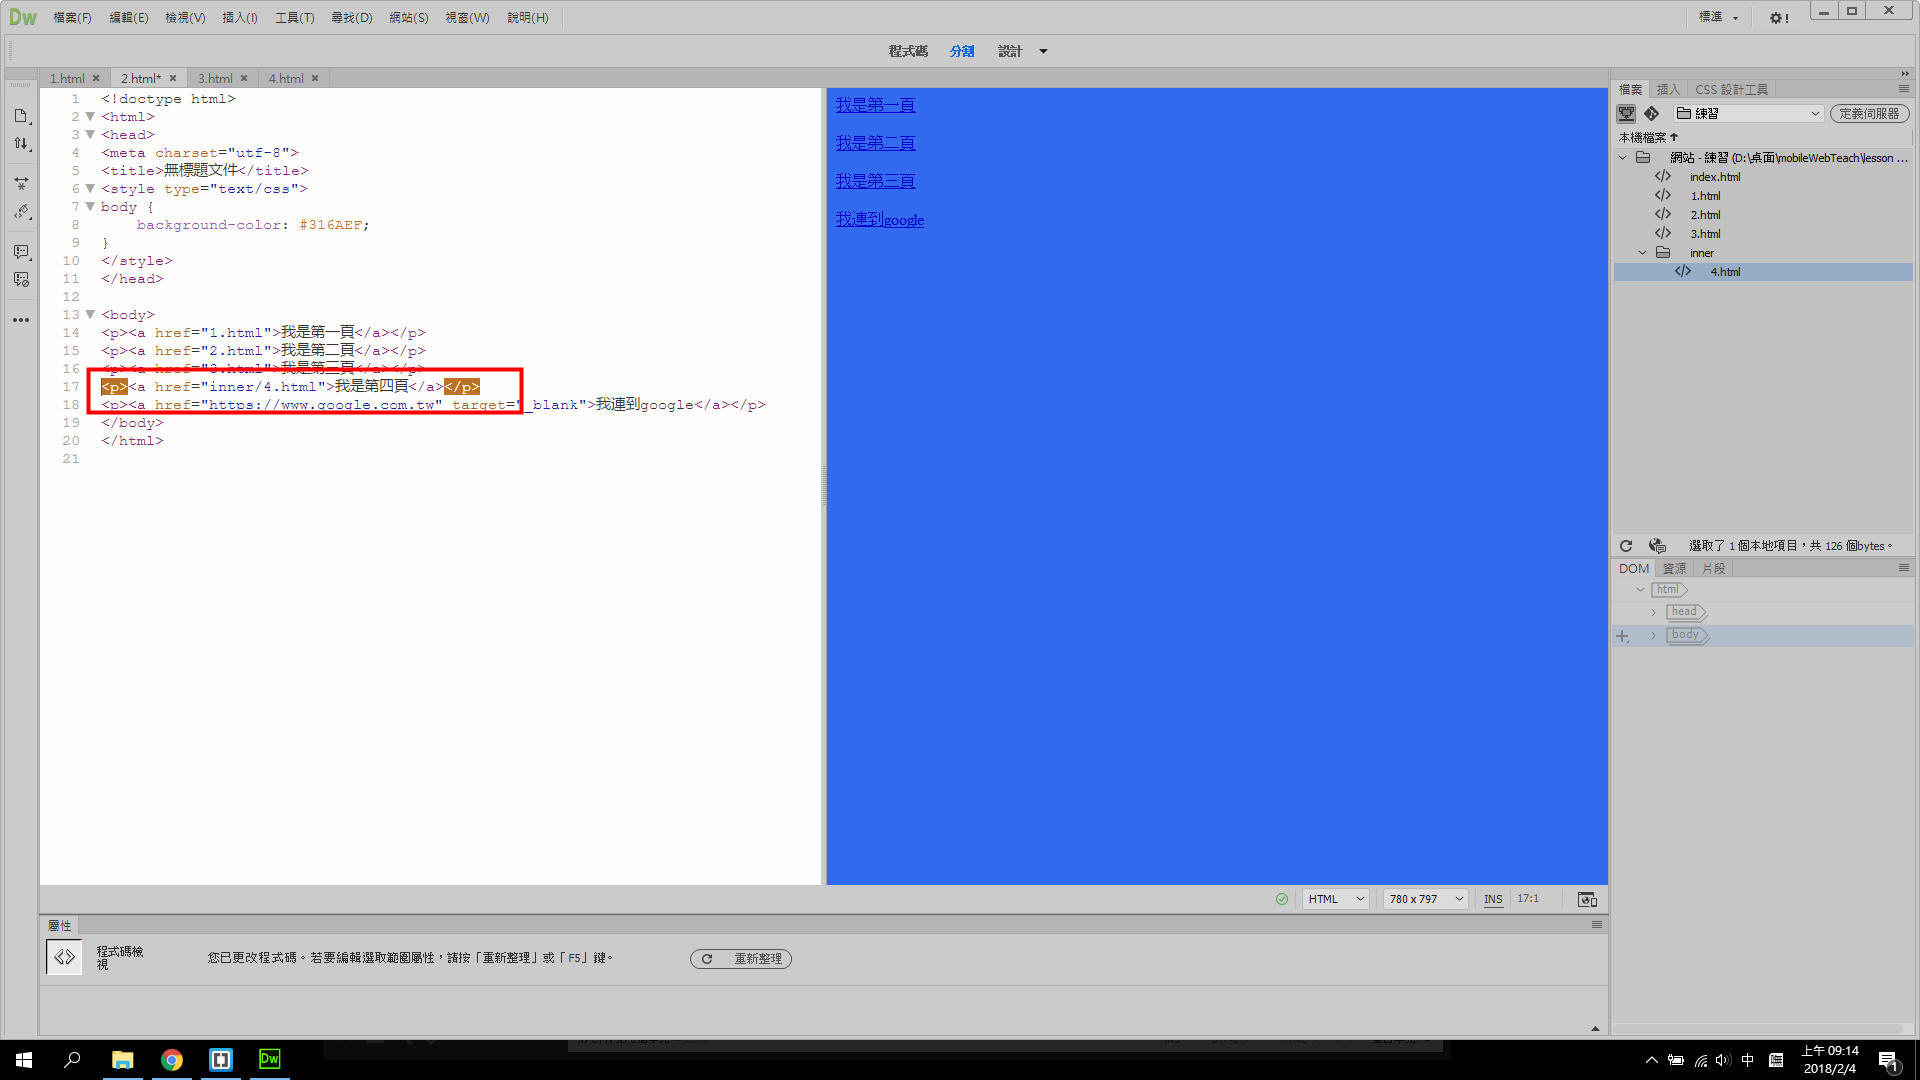 Dw 檔案(F) 編輯(E) 檢視(V) 插入(I) 工具(T) 尋找(D) 網站(S) 視窗(W) 說明(H) 標準
程式碼 分割 設計
1.html 2.html* 3.html 4.html
1 <!doctype html>
2 <html>
3 <head>
4 <meta charset="utf-8">
5 <title>無標題文件</title>
6 <style type="text/css">
7 body {
8 background-color: #316AEF;
9 }
10 </style>
11 </head>
12
13 <body>
14 <p><a href="1.html">我是第一頁</a></p>
15 <p><a href="2.html">我是第二頁</a></p>
16 <p><a href="3.html">我是第三頁</a></p>
17 <p><a href="inner/4.html">我是第四頁</a></p>
18 <p><a href="https://www.google.com.tw" target="_blank">我連到google</a></p>
19 </body>
20 </html>
21
我是第一頁
我是第二頁
我是第三頁
我連到google
HTML 780 x 797 INS 17:1
屬性
程式碼檢視
您已更改程式碼。若要編輯選取範圍屬性，請按「重新整理」或「F5」鍵。 重新整理
檔案 插入 CSS 設計工具
練習 定義伺服器
本機檔案
網站 - 練習 (D:\桌面\mobileWebTeach\lesson ...
index.html
1.html
2.html
3.html
inner
4.html
選取了 1 個本地項目，共 126 個bytes。
DOM 資源 片段
html
head
body
Dw
中
上午 09:14
2018/2/4
1